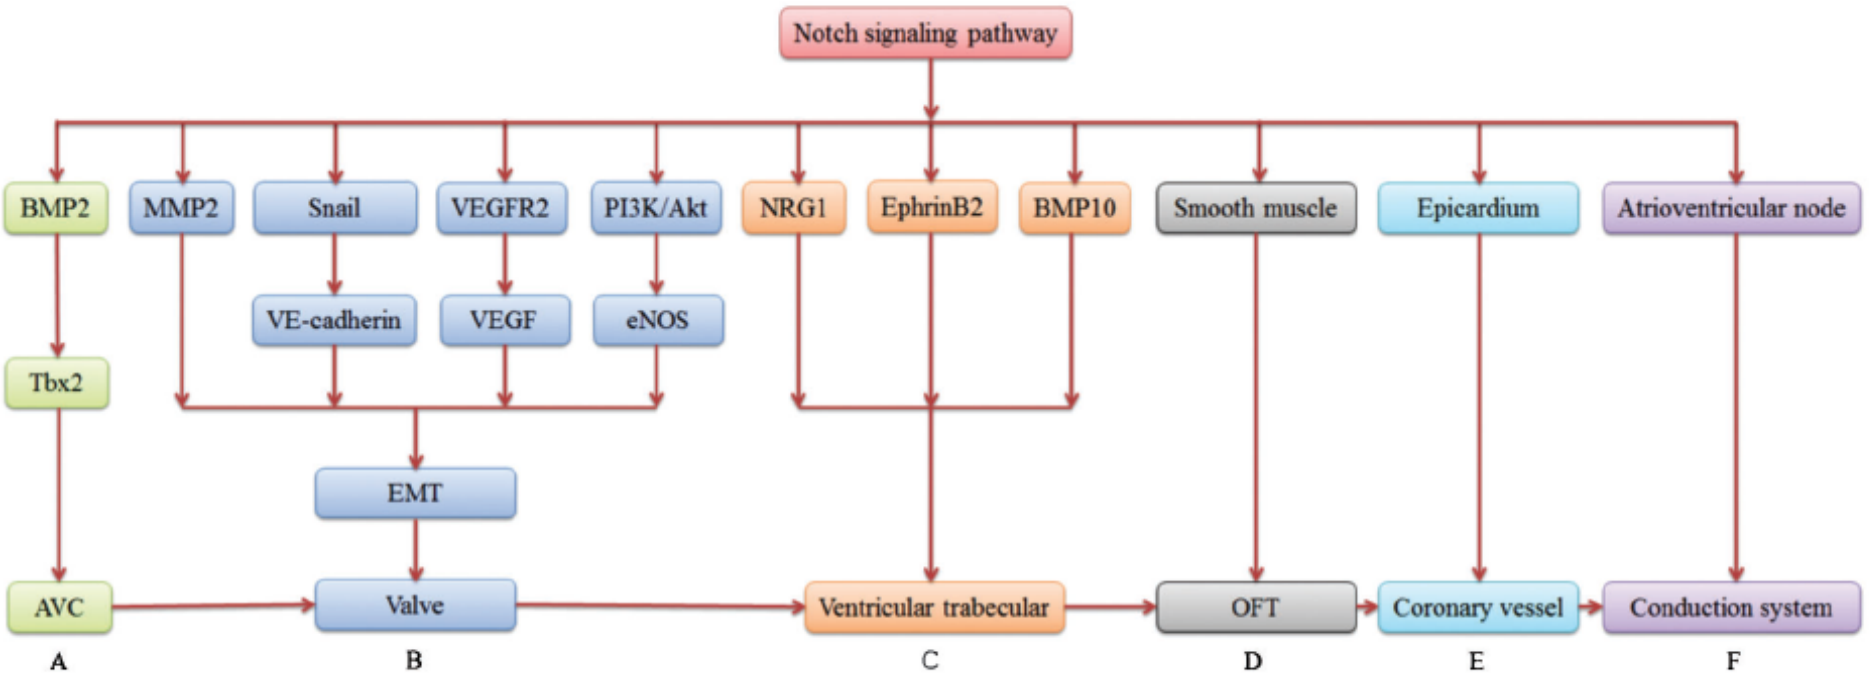 Notch signaling pathway
BMP2
MMP2
Snail
VEGFR2
PI3K/Akt
NRG1
EphrinB2
BMP10
Smooth muscle
Epicardium
Atrioventricular node
VE-cadherin
VEGF
eNOS
Tbx2
EMT
AVC
Valve
Ventricular trabecular
OFT
Coronary vessel
Conduction system
A
B
C
D
E
F